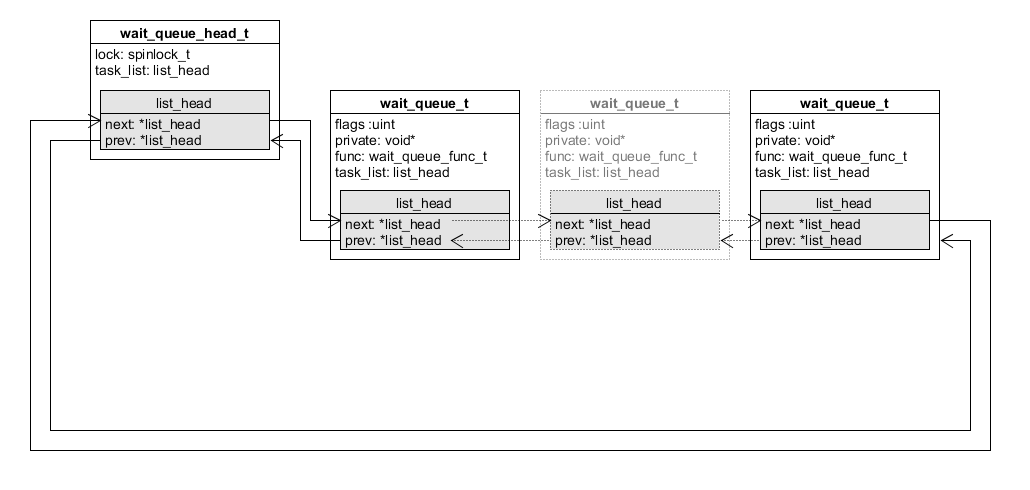 wait_queue_head_t
lock: spinlock_t
task_list: list_head
list_head
next: *list_head
prev: *list_head
wait_queue_t
flags :uint
private: void*
func: wait_queue_func_t
task_list: list_head
list_head
next: *list_head
prev: *list_head
wait_queue_t
flags :uint
private: void*
func: wait_queue_func_t
task_list: list_head
list_head
next: *list_head
prev: *list_head
wait_queue_t
flags :uint
private: void*
func: wait_queue_func_t
task_list: list_head
list_head
next: *list_head
prev: *list_head